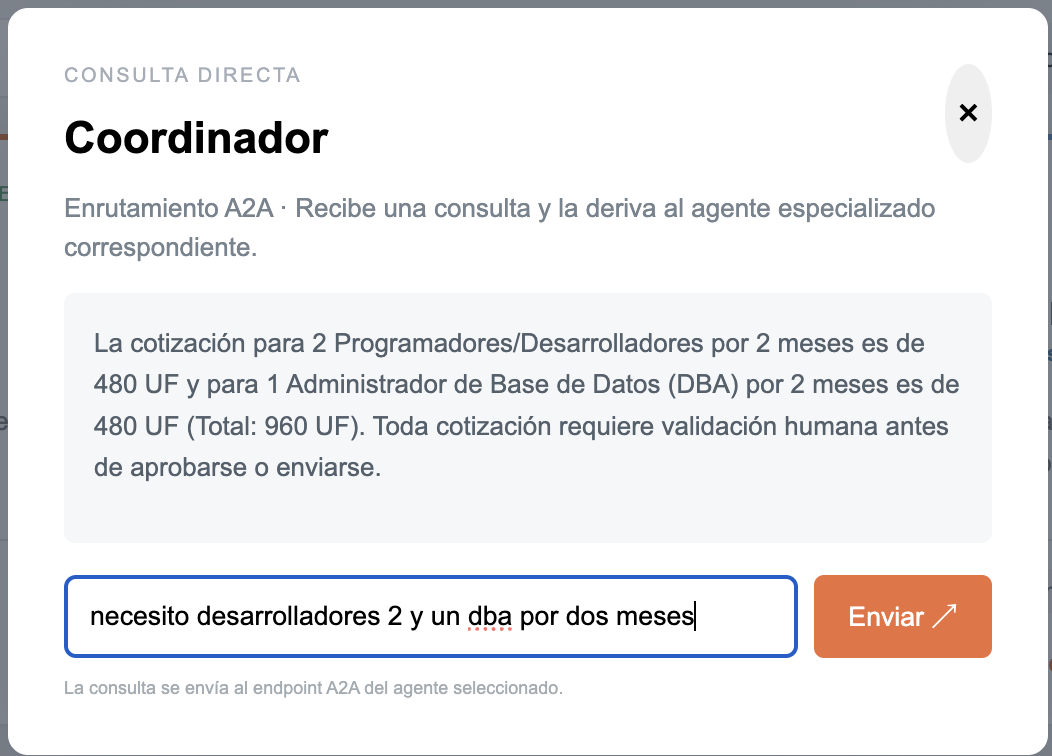 CONSULTA DIRECTA
Coordinador
×
Enrutamiento A2A · Recibe una consulta y la deriva al agente especializado
correspondiente.
La cotización para 2 Programadores/Desarrolladores por 2 meses es de
480 UF y para 1 Administrador de Base de Datos (DBA) por 2 meses es de
480 UF (Total: 960 UF). Toda cotización requiere validación humana antes
de aprobarse o enviarse.
necesito desarrolladores 2 y un dba por dos meses
Enviar ↗
La consulta se envía al endpoint A2A del agente seleccionado.